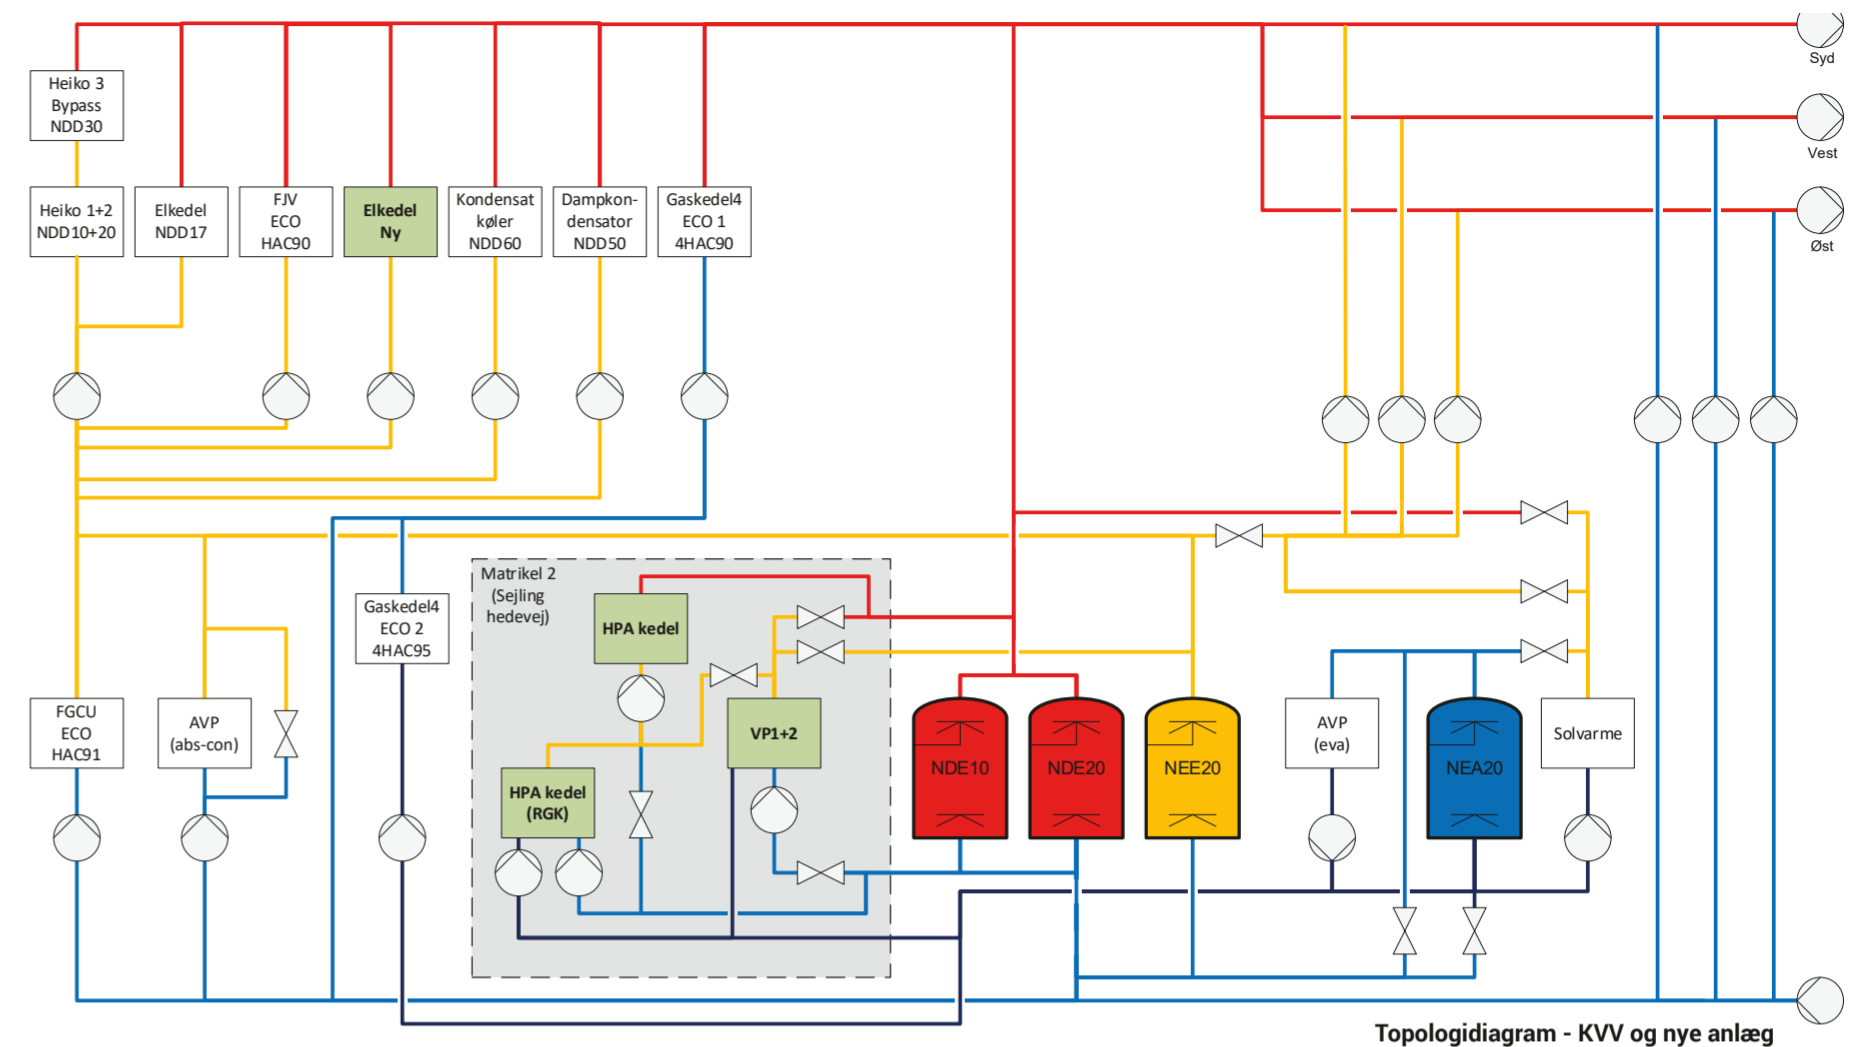 Syd
Heiko 3
Bypass
NDD30
Vest
Heiko 1+2
NDD10+20
Elkedel
NDD17
FJV
ECO
HAC90
Elkedel
Ny
Kondensat
køler
NDD60
Dampkon-
densator
NDD50
Gaskedel4
ECO 1
4HAC90
Øst
Matrikel 2
(Sejling
hedevej)
Gaskedel4
ECO 2
4HAC95
HPA kedel
FGCU
ECO
HAC91
AVP
(abs-con)
VP1+2
HPA kedel
(RGK)
NDE10
NDE20
NEE20
AVP
(eva)
NEA20
Solvarme
Topologidiagram - KVV og nye anlæg